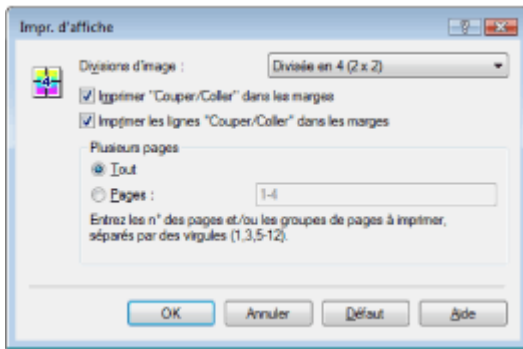 Impr. d'affiche
Divisions d'image : Divisée en 4 (2 x 2)
4
Imprimer "Couper/Coller" dans les marges
Imprimer les lignes "Couper/Coller" dans les marges
Plusieurs pages
Tout
Pages : 1-4
Entrez les n° des pages et/ou les groupes de pages à imprimer,
séparés par des virgules (1,3,5-12).
OK Annuler Défaut Aide